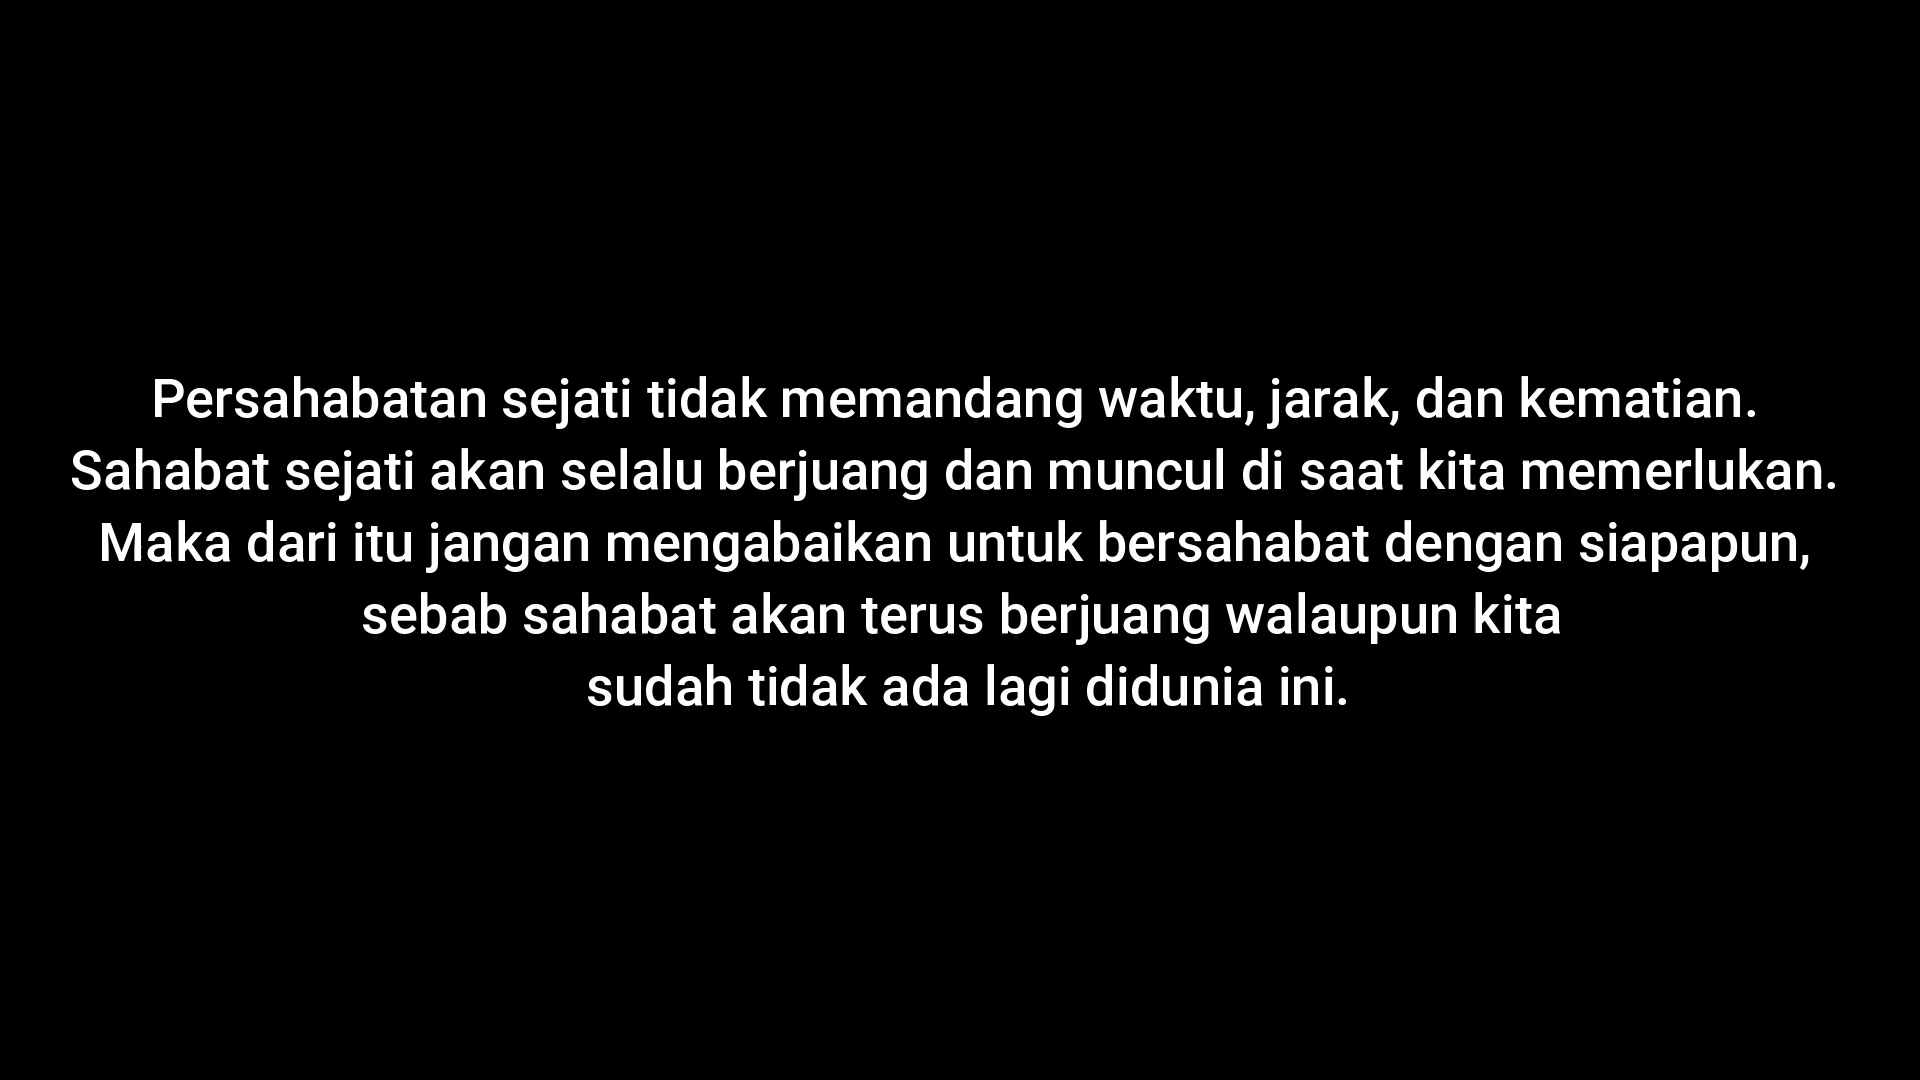 Persahabatan sejati tidak memandang waktu, jarak, dan kematian.
Sahabat sejati akan selalu berjuang dan muncul di saat kita memerlukan.
Maka dari itu jangan mengabaikan untuk bersahabat dengan siapapun,
sebab sahabat akan terus berjuang walaupun kita
sudah tidak ada lagi didunia ini.